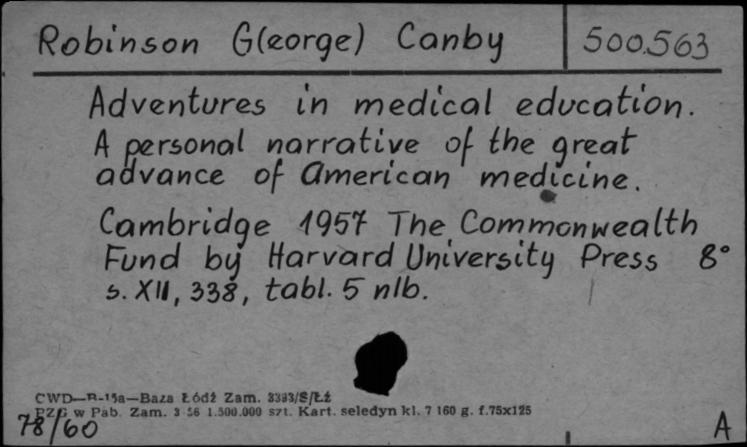 Robinson G(eorge) Canby 500.563
Adventures in medical education.
A personal narrative of the great
advance of American medicine.
Cambridge 1957 The Commonwealth
Fund by Harvard University Press 8°
s. XII, 338, tabl. 5 nlb.
CWD—B-15a—Baza Łódź Zam. 3393/S/Łź
PZG w Pab. Zam. 3 56 1.500.000 szt. Kart. seledyn kl. 7 160 g. f.75x125
78/60 A